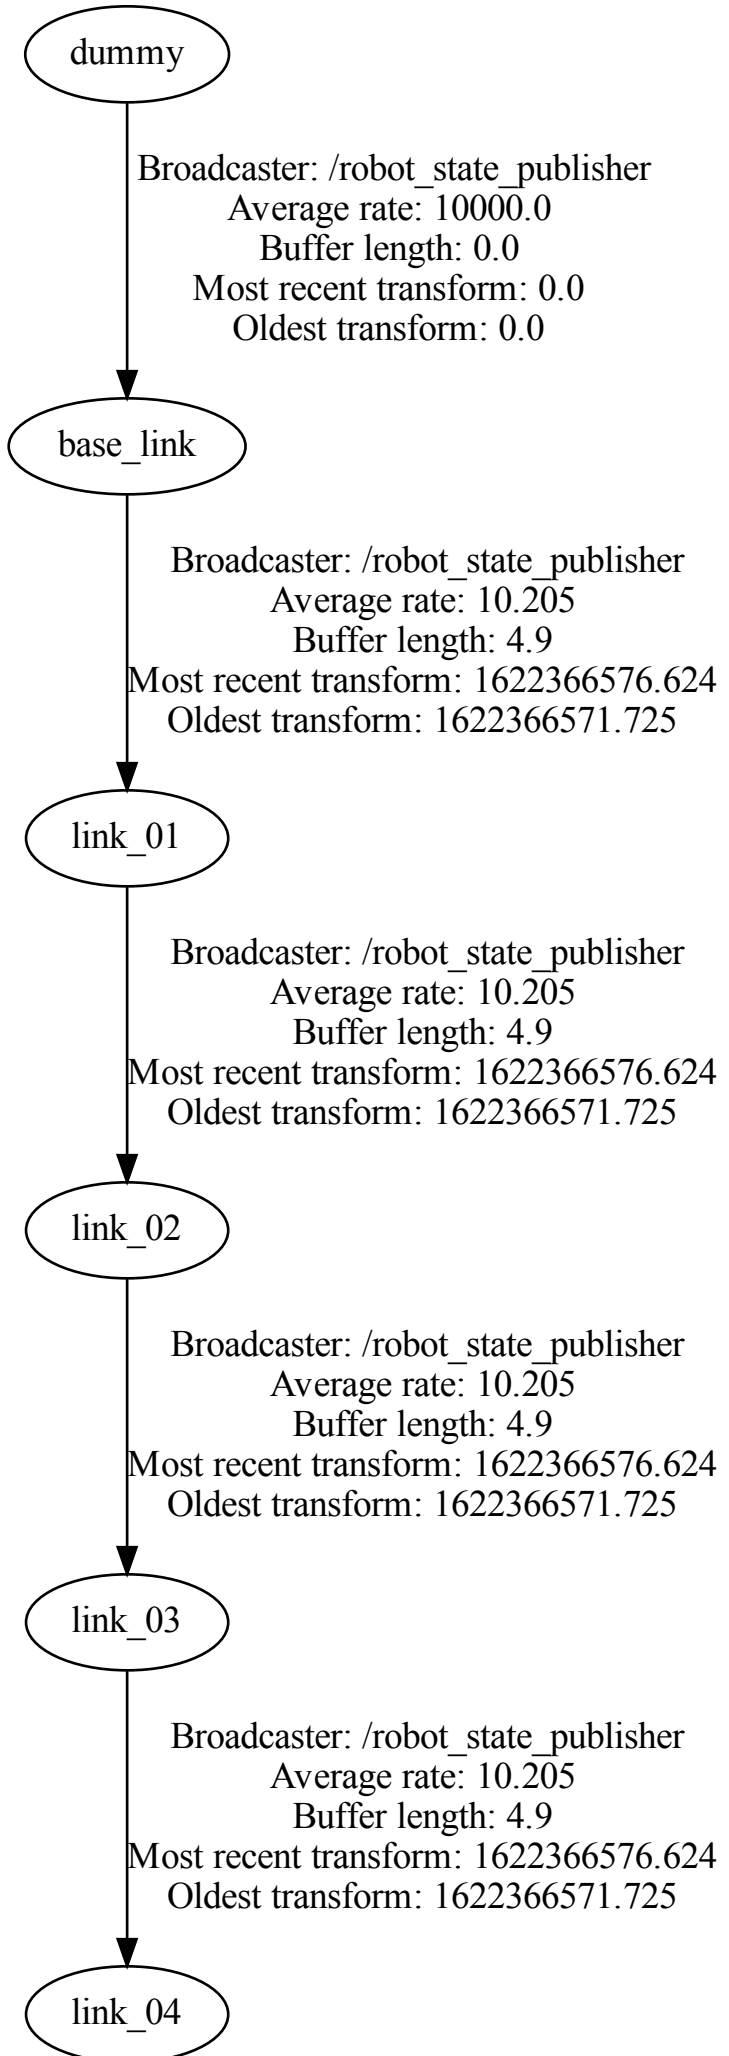 dummy
Broadcaster: /robot_state_publisher
Average rate: 10000.0
Buffer length: 0.0
Most recent transform: 0.0
Oldest transform: 0.0
base_link
Broadcaster: /robot_state_publisher
Average rate: 10.205
Buffer length: 4.9
Most recent transform: 1622366576.624
Oldest transform: 1622366571.725
link_01
Broadcaster: /robot_state_publisher
Average rate: 10.205
Buffer length: 4.9
Most recent transform: 1622366576.624
Oldest transform: 1622366571.725
link_02
Broadcaster: /robot_state_publisher
Average rate: 10.205
Buffer length: 4.9
Most recent transform: 1622366576.624
Oldest transform: 1622366571.725
link_03
Broadcaster: /robot_state_publisher
Average rate: 10.205
Buffer length: 4.9
Most recent transform: 1622366576.624
Oldest transform: 1622366571.725
link_04